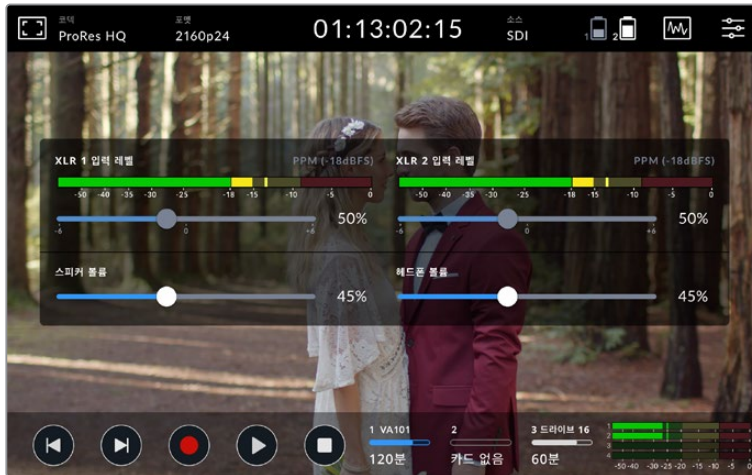 코덱
ProRes HQ
포맷
2160p24
01:13:02:15
소스
SDI
1
2
XLR 1 입력 레벨
PPM (-18dBFS)
-50 -40 -35 -30 -25 -18 -15 -10 -5 0
50%
-6 0 +6
스피커 볼륨
45%
XLR 2 입력 레벨
PPM (-18dBFS)
-50 -40 -35 -30 -25 -18 -15 -10 -5 0
50%
-6 0 +6
헤드폰 볼륨
45%
1 VA101
120분
2
카드 없음
3 드라이브 16
60분
1
2
3
4
-50 -40 -30 -25 -20 -15 -10 -5